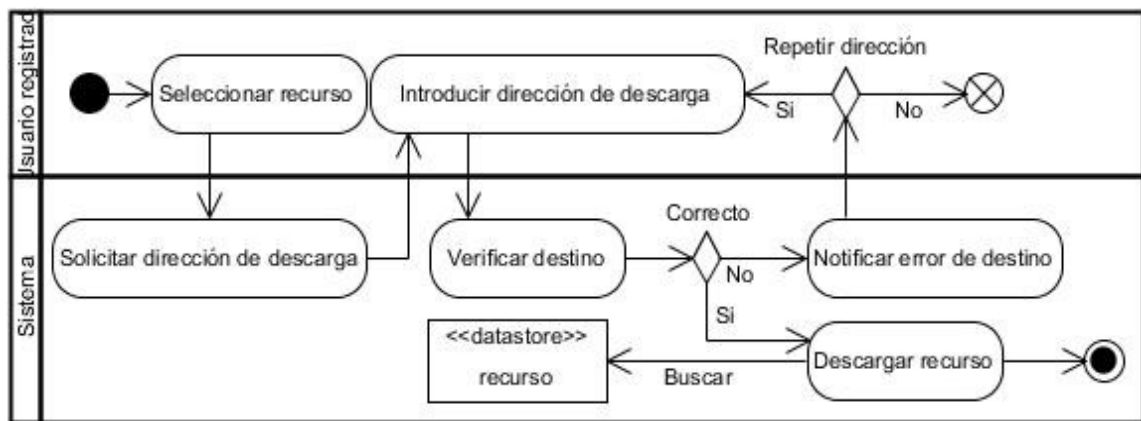 Usuario registrad
Seleccionar recurso
Introducir dirección de descarga
Repetir dirección
Si
No
Sistema
Solicitar dirección de descarga
Verificar destino
Correcto
No
Si
Notificar error de destino
<<datastore>>
recurso
Buscar
Descargar recurso